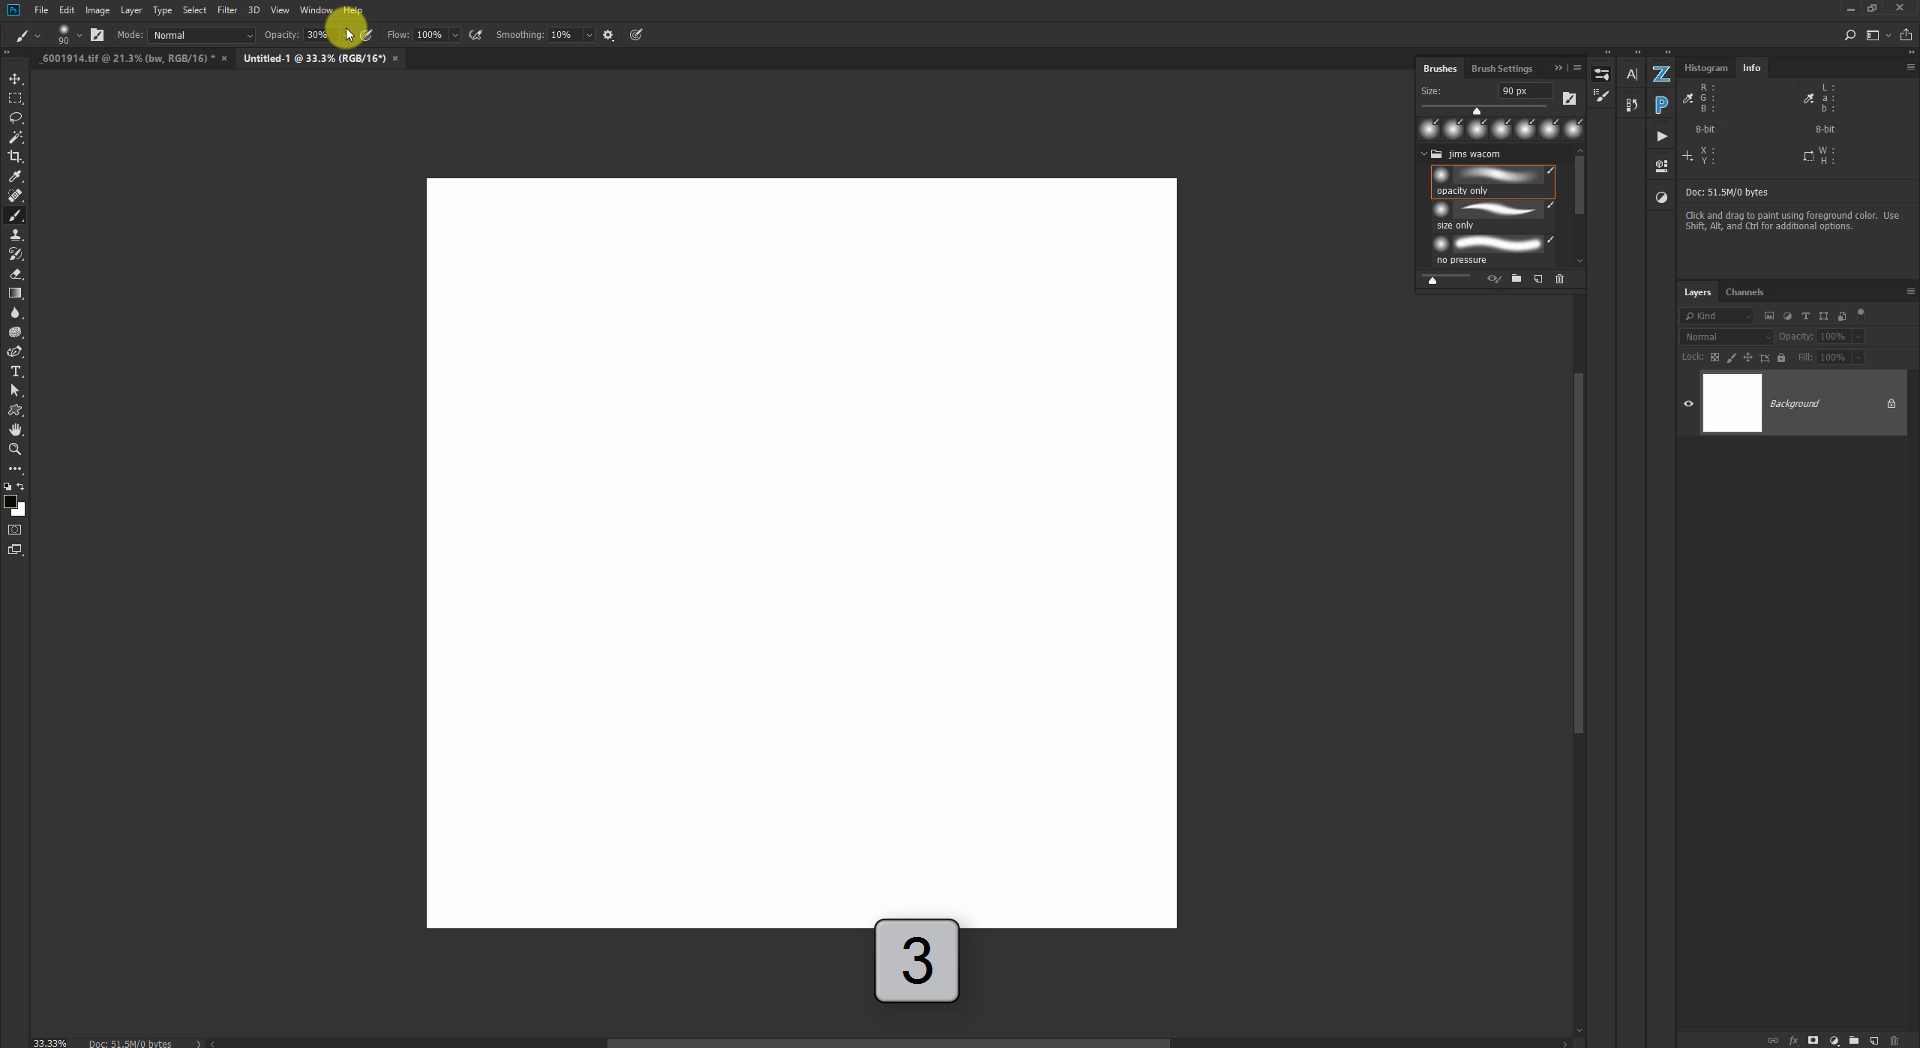 Ps File Edit Image Layer Type Select Filter 3D View Window Help
90 Mode: Normal Opacity: 30% Flow: 100% Smoothing: 10%
_6001914.tif @ 21.3% (bw, RGB/16) * × Untitled-1 @ 33.3% (RGB/16*) ×
Brushes Brush Settings
Size: 90 px
jims wacom
opacity only
size only
no pressure
A|
Z
P
Histogram Info
R :
G :
B :
L :
a :
b :
8-bit 8-bit
X :
Y :
W :
H :
Doc: 51.5M/0 bytes
Click and drag to paint using foreground color. Use
Shift, Alt, and Ctrl for additional options.
Layers Channels
Kind
Normal Opacity: 100%
Lock: Fill: 100%
Background
fx
3
33.33% Doc: 51.5M/0 bytes